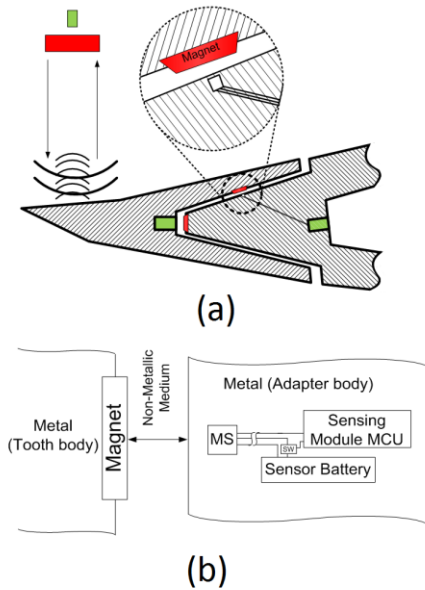 Magnet
(a)
Non-Metallic
Medium
Metal
(Tooth body)
Magnet
Metal (Adapter body)
MS
SW
Sensing
Module MCU
Sensor Battery
(b)